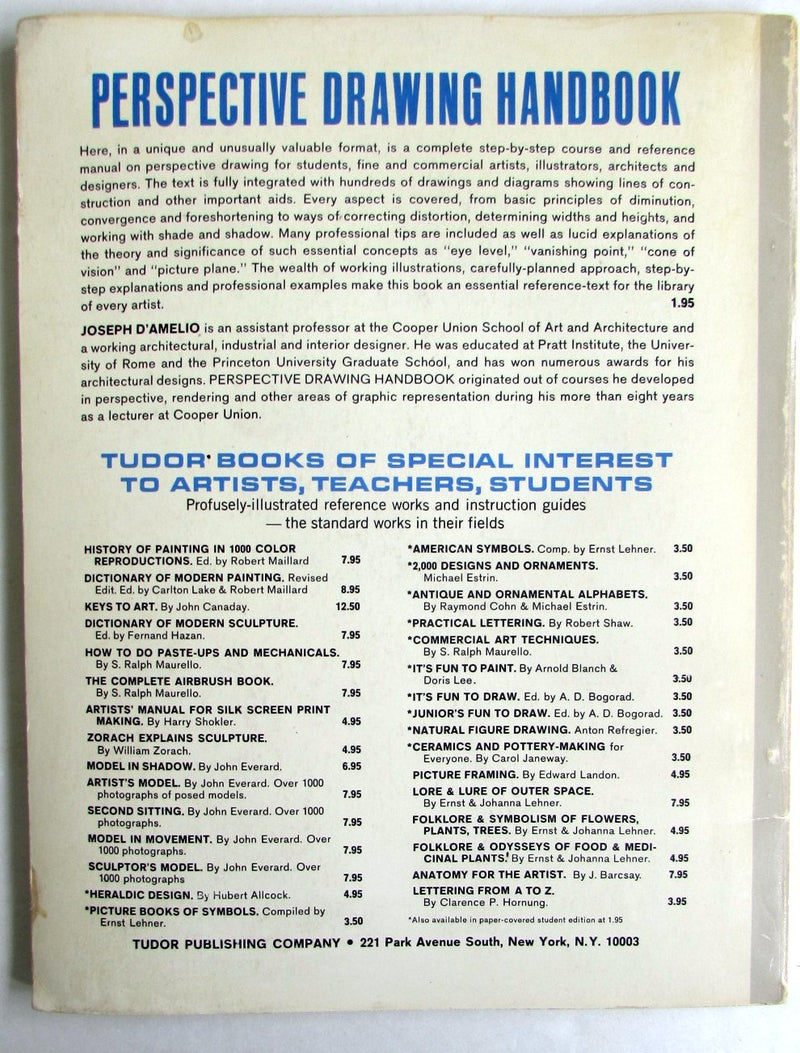 PERSPECTIVE DRAWING HANDBOOK
Here, in a unique and unusually valuable format, is a complete step-by-step course and reference
manual on perspective drawing for students, fine and commercial artists, illustrators, architects and
designers. The text is fully integrated with hundreds of drawings and diagrams showing lines of con-
struction and other important aids. Every aspect is covered, from basic principles of diminution,
convergence and foreshortening to ways of correcting distortion, determining widths and heights, and
working with shade and shadow. Many professional tips are included as well as lucid explanations of
the theory and significance of such essential concepts as "eye level," "vanishing point," "cone of
vision" and "picture plane." The wealth of working illustrations, carefully-planned approach, step-by-
step explanations and professional examples make this book an essential reference-text for the library
of every artist. 1.95
JOSEPH D'AMELIO is an assistant professor at the Cooper Union School of Art and Architecture and
a working architectural, industrial and interior designer. He was educated at Pratt Institute, the Univer-
sity of Rome and the Princeton University Graduate School, and has won numerous awards for his
architectural designs. PERSPECTIVE DRAWING HANDBOOK originated out of courses he developed
in perspective, rendering and other areas of graphic representation during his more than eight years
as a lecturer at Cooper Union.
TUDOR BOOKS OF SPECIAL INTEREST
TO ARTISTS, TEACHERS, STUDENTS
Profusely-illustrated reference works and instruction guides
— the standard works in their fields
HISTORY OF PAINTING IN 1000 COLOR
REPRODUCTIONS. Ed. by Robert Maillard 7.95
DICTIONARY OF MODERN PAINTING. Revised
Edit. Ed. by Carlton Lake & Robert Maillard 8.95
KEYS TO ART. By John Canaday. 12.50
DICTIONARY OF MODERN SCULPTURE.
Ed. by Fernand Hazan. 7.95
HOW TO DO PASTE-UPS AND MECHANICALS.
By S. Ralph Maurello. 7.95
THE COMPLETE AIRBRUSH BOOK.
By S. Ralph Maurello. 7.95
ARTISTS' MANUAL FOR SILK SCREEN PRINT
MAKING. By Harry Shokler. 4.95
ZORACH EXPLAINS SCULPTURE.
By William Zorach. 4.95
MODEL IN SHADOW. By John Everard. 6.95
ARTIST'S MODEL. By John Everard. Over 1000
photographs of posed models. 7.95
SECOND SITTING. By John Everard. Over 1000
photographs. 7.95
MODEL IN MOVEMENT. By John Everard. Over
1000 photographs. 7.95
SCULPTOR'S MODEL. By John Everard. Over
1000 photographs 7.95
*HERALDIC DESIGN. By Hubert Allcock. 4.95
*PICTURE BOOKS OF SYMBOLS. Compiled by
Ernst Lehner. 3.50
*AMERICAN SYMBOLS. Comp. by Ernst Lehner. 3.50
*2,000 DESIGNS AND ORNAMENTS.
Michael Estrin. 3.50
*ANTIQUE AND ORNAMENTAL ALPHABETS.
By Raymond Cohn & Michael Estrin. 3.50
*PRACTICAL LETTERING. By Robert Shaw. 3.50
*COMMERCIAL ART TECHNIQUES.
By S. Ralph Maurello. 3.50
*IT'S FUN TO PAINT. By Arnold Blanch &
Doris Lee. 3.50
*IT'S FUN TO DRAW. Ed. by A. D. Bogorad. 3.50
*JUNIOR'S FUN TO DRAW. Ed. by A. D. Bogorad. 3.50
*NATURAL FIGURE DRAWING. Anton Refregier. 3.50
*CERAMICS AND POTTERY-MAKING for
Everyone. By Carol Janeway. 3.50
PICTURE FRAMING. By Edward Landon. 4.95
LORE & LURE OF OUTER SPACE.
By Ernst & Johanna Lehner. 7.95
FOLKLORE & SYMBOLISM OF FLOWERS,
PLANTS, TREES. By Ernst & Johanna Lehner. 4.95
FOLKLORE & ODYSSEYS OF FOOD & MEDI-
CINAL PLANTS. By Ernst & Johanna Lehner. 4.95
ANATOMY FOR THE ARTIST. By J. Barcsay. 7.95
LETTERING FROM A TO Z.
By Clarence P. Hornung. 3.95
*Also available in paper-covered student edition at 1.95
TUDOR PUBLISHING COMPANY • 221 Park Avenue South, New York, N.Y. 10003